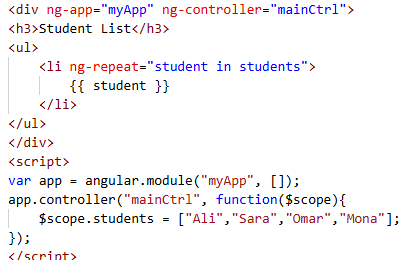 <div ng-app="myApp" ng-controller="mainCtrl">
<h3>Student List</h3>
<ul>
    <li ng-repeat="student in students">
        {{ student }}
    </li>
</ul>
</div>
<script>
var app = angular.module("myApp", []);
app.controller("mainCtrl", function($scope){
    $scope.students = ["Ali","Sara","Omar","Mona"];
});
</script>